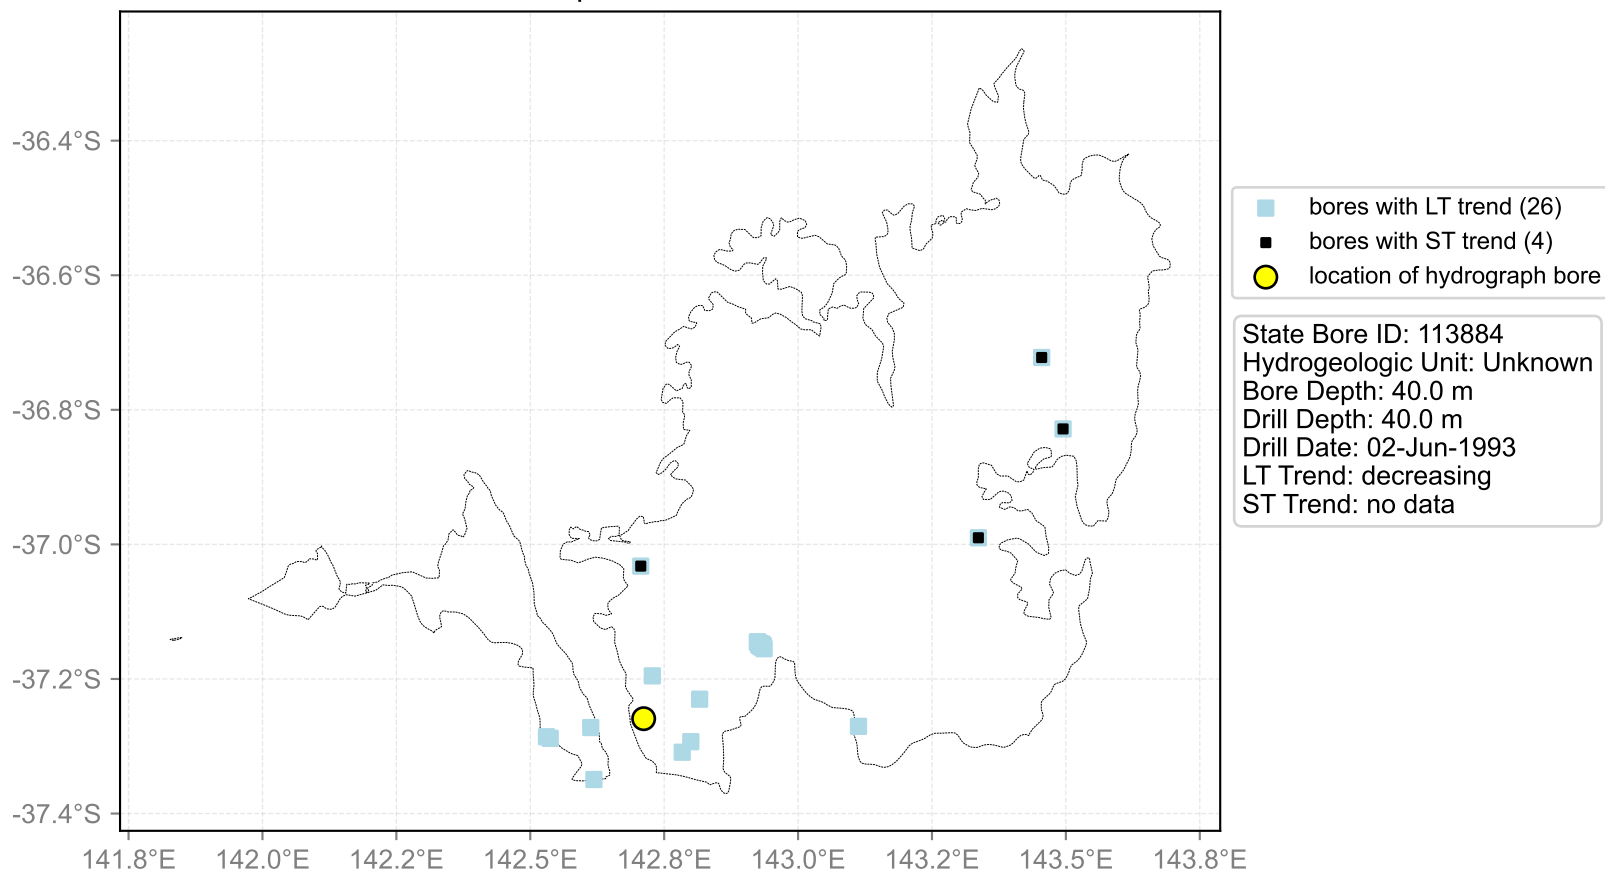 -36.4°S
-36.6°S
-36.8°S
-37.0°S
-37.2°S
-37.4°S
141.8°E 142.0°E 142.2°E 142.5°E 142.8°E 143.0°E 143.2°E 143.5°E 143.8°E
bores with LT trend (26)
bores with ST trend (4)
location of hydrograph bore
State Bore ID: 113884
Hydrogeologic Unit: Unknown
Bore Depth: 40.0 m
Drill Depth: 40.0 m
Drill Date: 02-Jun-1993
LT Trend: decreasing
ST Trend: no data